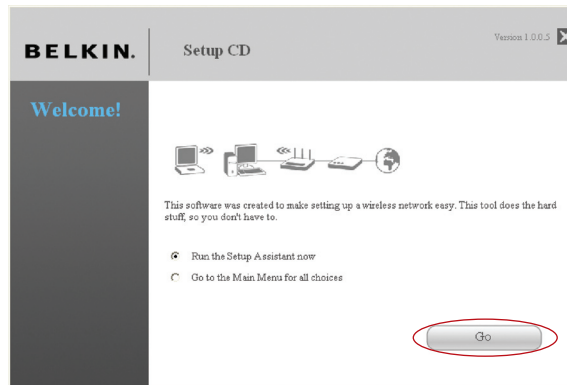 BELKIN.
Setup CD
Version 1.0.0.5
Welcome!
This software was created to make setting up a wireless network easy. This tool does the hard
stuff, so you don't have to.
Run the Setup Assistant now
Go to the Main Menu for all choices
Go